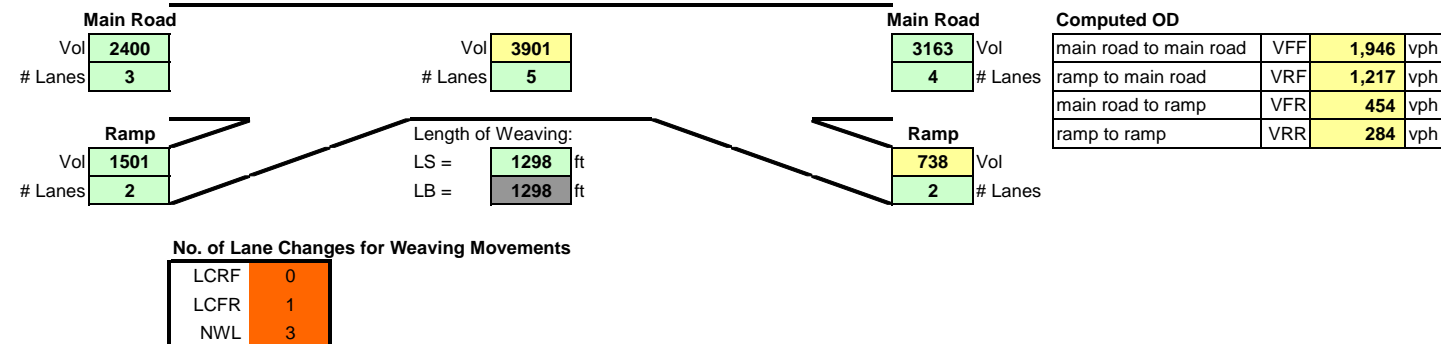 Main Road Main Road Computed OD
Vol 2400 Vol 3901 3163 Vol main road to main road VFF 1,946 vph
# Lanes 3 # Lanes 5 4 # Lanes ramp to main road VRF 1,217 vph
main road to ramp VFR 454 vph
Ramp Length of Weaving: Ramp ramp to ramp VRR 284 vph
Vol 1501 LS = 1298 ft 738 Vol
# Lanes 2 LB = 1298 ft 2 # Lanes
No. of Lane Changes for Weaving Movements
LCRF 0
LCFR 1
NWL 3